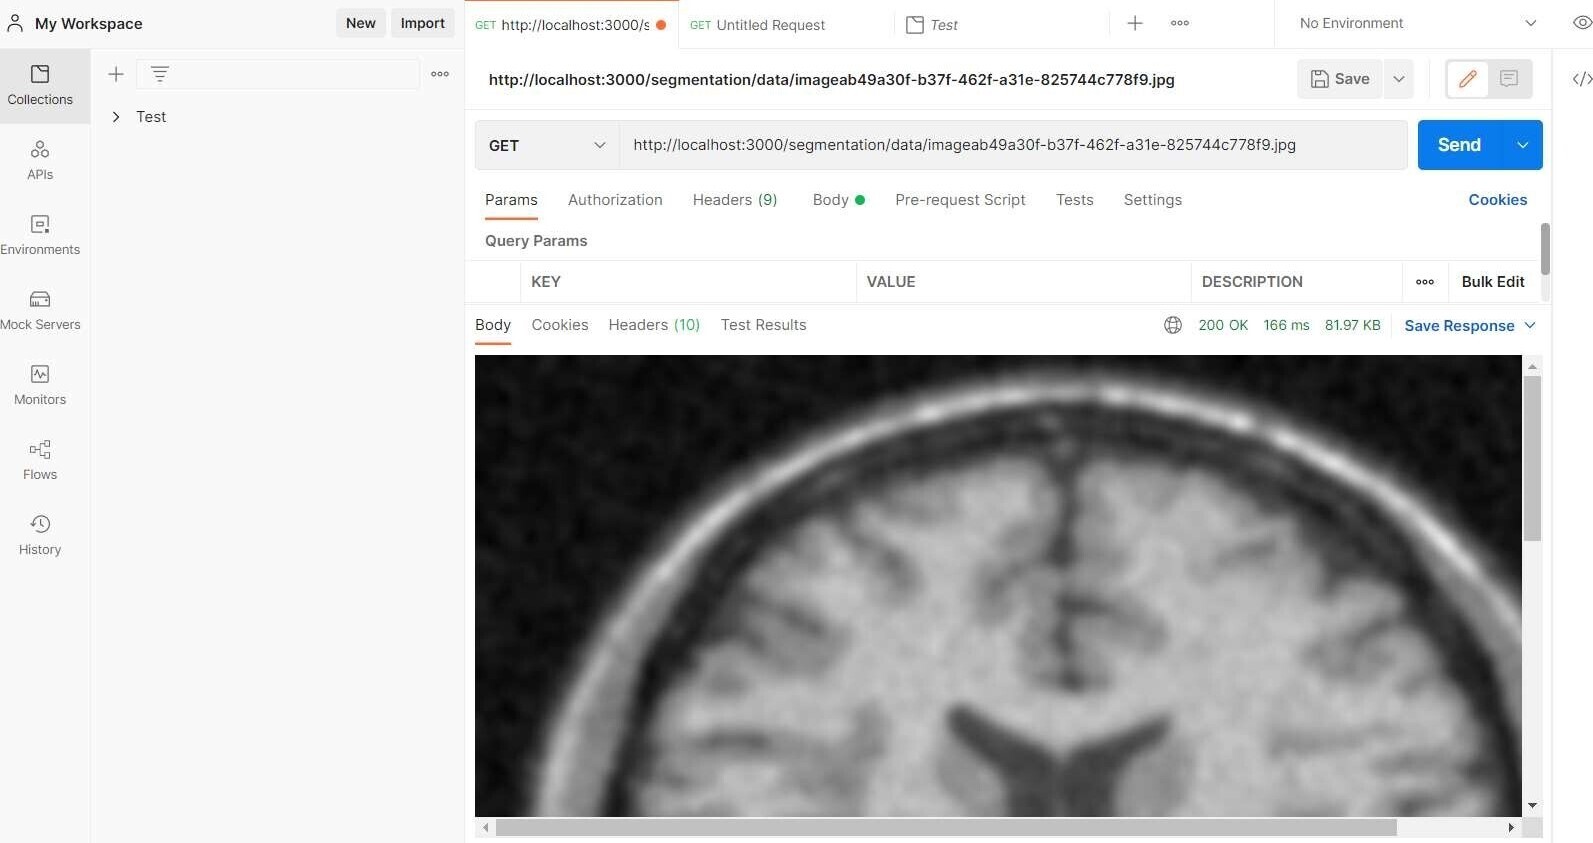 My Workspace
New
Import
GET http://localhost:3000/s
GET Untitled Request
Test
No Environment
Collections
APIs
Environments
Mock Servers
Monitors
Flows
History
Test
http://localhost:3000/segmentation/data/imageab49a30f-b37f-462f-a31e-825744c778f9.jpg
Save
GET
http://localhost:3000/segmentation/data/imageab49a30f-b37f-462f-a31e-825744c778f9.jpg
Send
Params
Authorization
Headers (9)
Body
Pre-request Script
Tests
Settings
Cookies
Query Params
KEY
VALUE
DESCRIPTION
Bulk Edit
Body
Cookies
Headers (10)
Test Results
200 OK
166 ms
81.97 KB
Save Response